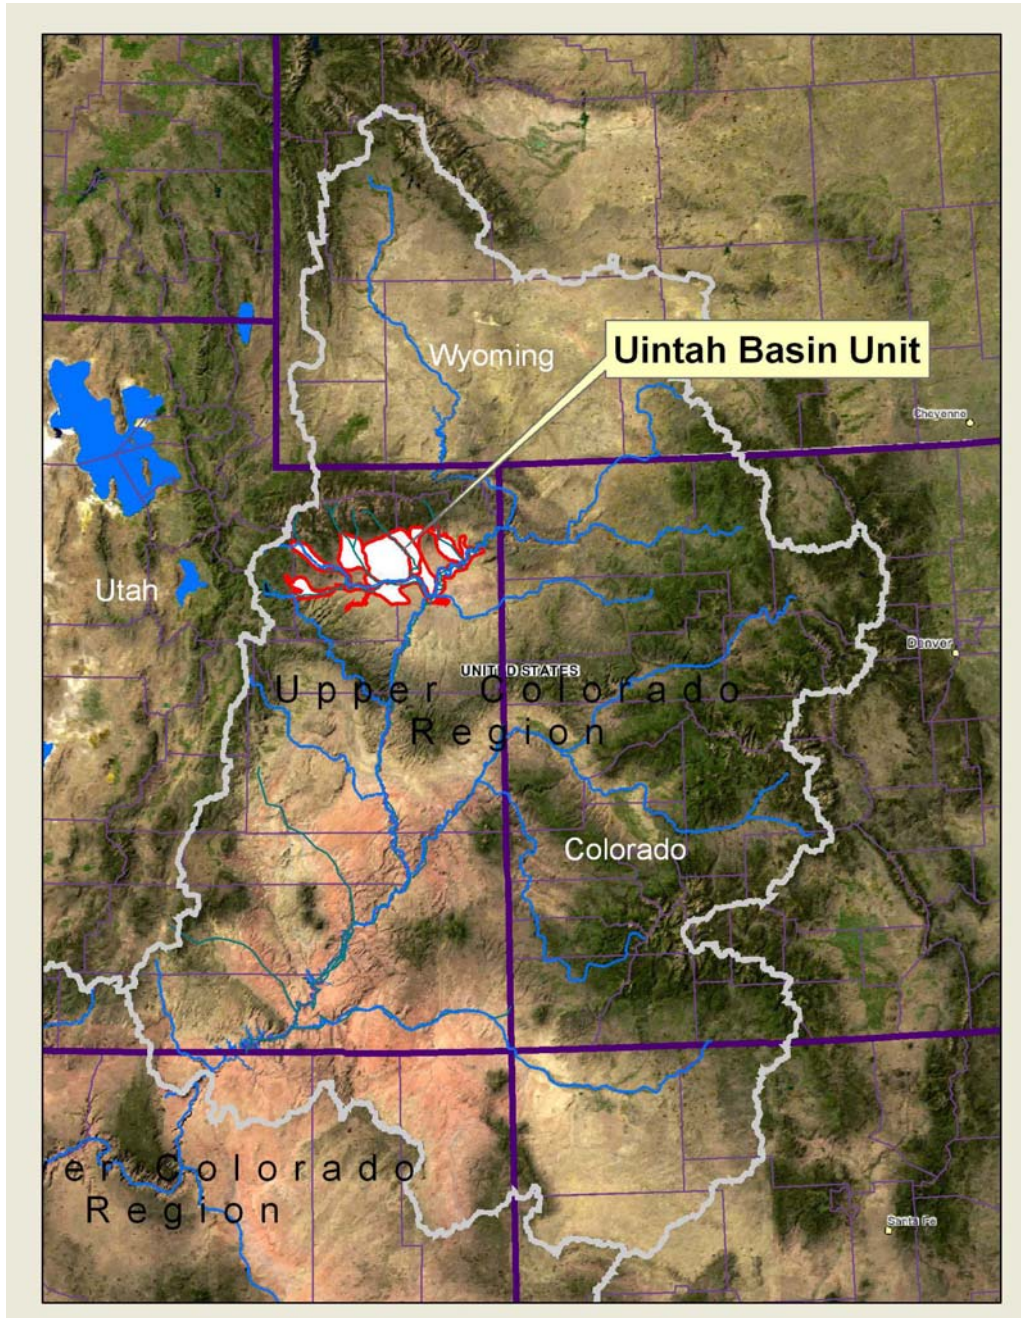 Wyoming
Uintah Basin Unit
Cheyenne
Utah
Denver
UNITED STATES
Upper Colorado
Region
Colorado
er Colorado
Region
Santa Fe